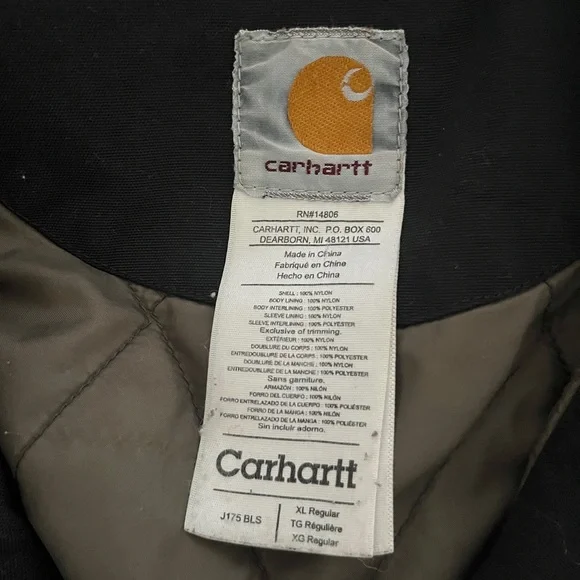 carhartt
RN#14806
CARHARTT, INC. P.O. BOX 600
DEARBORN, MI 48121 USA
Made in China
Fabriqué en Chine
Hecho en China
SHELL: 100% NYLON
BODY LINING: 100% NYLON
BODY INTERLINING: 100% POLYESTER
SLEEVE LINING: 100% NYLON
SLEEVE INTERLINING: 100% POLYESTER
Exclusive of trimming.
EXTÉRIEUR: 100% NYLON
DOUBLURE DU CORPS: 100% NYLON
ENTREDOUBLURE DE LA CORPS: 100% POLYESTER
DOUBLURE DE LA MANCHE: 100% NYLON
ENTREDOUBLURE DE LA MANCHE: 100% POLYESTER
Sans garniture.
ARMAZÓN: 100% NILÓN
FORRO DEL CUERPO: 100% NILÓN
FORRO ENTRELAZADO DE LA CUERPO: 100% POLIÉSTER
FORRO DE LA MANGA: 100% NILÓN
FORRO ENTRELAZADO DE LA MANGA: 100% POLIÉSTER
Sin incluir adorno.
Carhartt
J175 BLS
XL Regular
TG Régulière
XG Regular